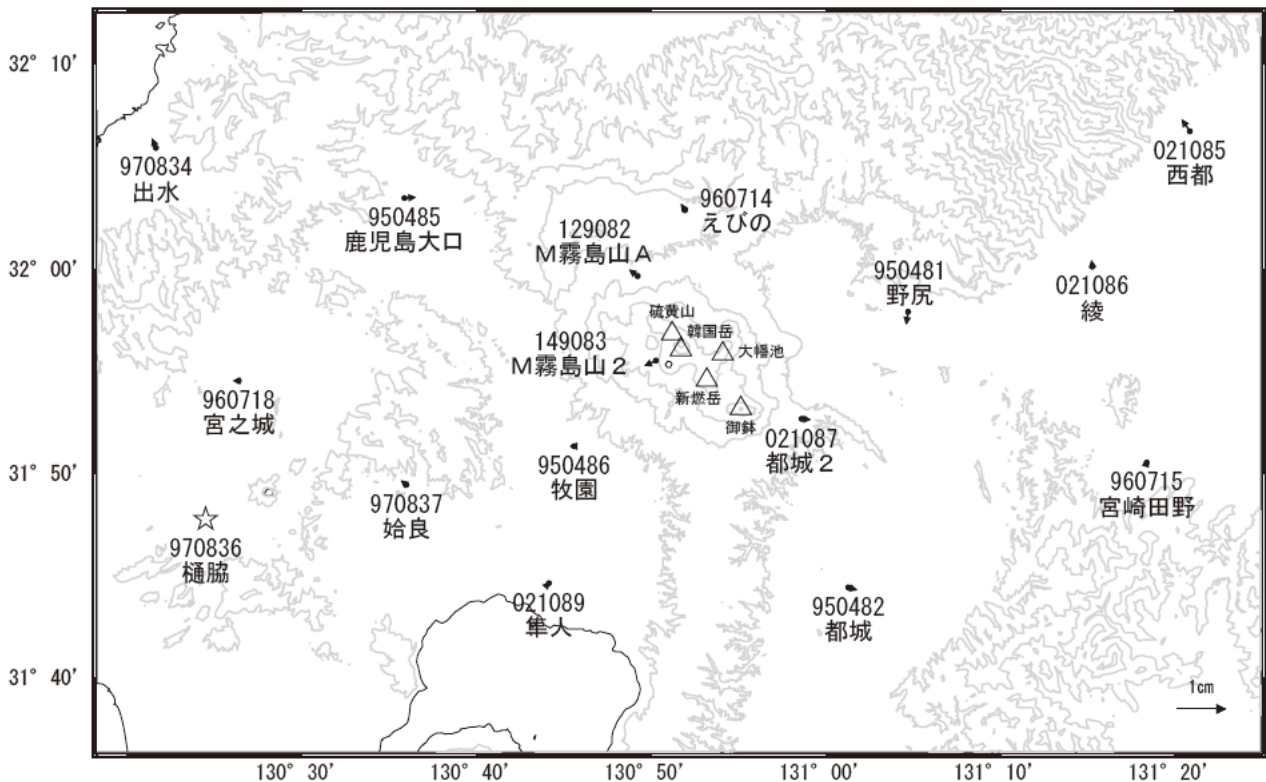 32° 10′
970834
出水
950485
鹿児島大口
960714
えびの
021085
西都
129082
M霧島山A
32° 00′
950481
野尻
021086
綾
149083
M霧島山2
硫黄山
韓国岳
大幡池
新燃岳
御鉢
960718
宮之城
950486
牧園
021087
都城2
31° 50′
970837
姶良
960715
宮崎田野
970836
樋脇
021089
隼人
950482
都城
31° 40′
1cm
130° 30′
130° 40′
130° 50′
131° 00′
131° 10′
131° 20′